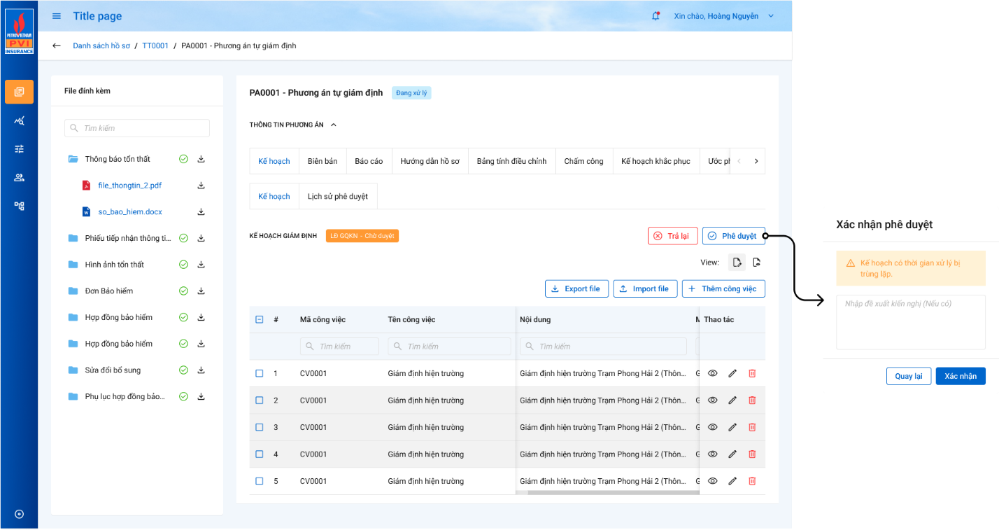 PETROVIETNAM
PVI
INSURANCE
Title page
Xin chào, Hoàng Nguyên
Danh sách hồ sơ / TT0001 / PA0001 - Phương án tự giám định
File đính kèm
Tìm kiếm
Thông báo tổn thất
file_thongtin_2.pdf
so_bao_hiem.docx
Phiếu tiếp nhận thông ti...
Hình ảnh tổn thất
Đơn Bảo hiểm
Hợp đồng bảo hiểm
Hợp đồng bảo hiểm
Sửa đổi bổ sung
Phụ lục hợp đồng bảo...
PA0001 - Phương án tự giám định Đang xử lý
THÔNG TIN PHƯƠNG ÁN
Kế hoạch Biên bản Báo cáo Hướng dẫn hồ sơ Bảng tính điều chỉnh Chấm công Kế hoạch khắc phục Ước ph
Kế hoạch Lịch sử phê duyệt
KẾ HOẠCH GIÁM ĐỊNH LĐ GQKN - Chờ duyệt Trả lại Phê duyệt
View:
Export file Import file Thêm công việc
# Mã công việc Tên công việc Nội dung M Thao tác
Tìm kiếm Tìm kiếm Tìm kiếm
1 CV0001 Giám định hiện trường Giám định hiện trường Trạm Phong Hải 2 (Thôn... G
2 CV0001 Giám định hiện trường Giám định hiện trường Trạm Phong Hải 2 (Thôn... G
3 CV0001 Giám định hiện trường Giám định hiện trường Trạm Phong Hải 2 (Thôn... G
4 CV0001 Giám định hiện trường Giám định hiện trường Trạm Phong Hải 2 (Thôn... G
5 CV0001 Giám định hiện trường Giám định hiện trường Trạm Phong Hải 2 (Thôn... G
Xác nhận phê duyệt
Kế hoạch có thời gian xử lý bị
trùng lặp.
Nhập đề xuất kiến nghị (Nếu có)
Quay lại Xác nhận